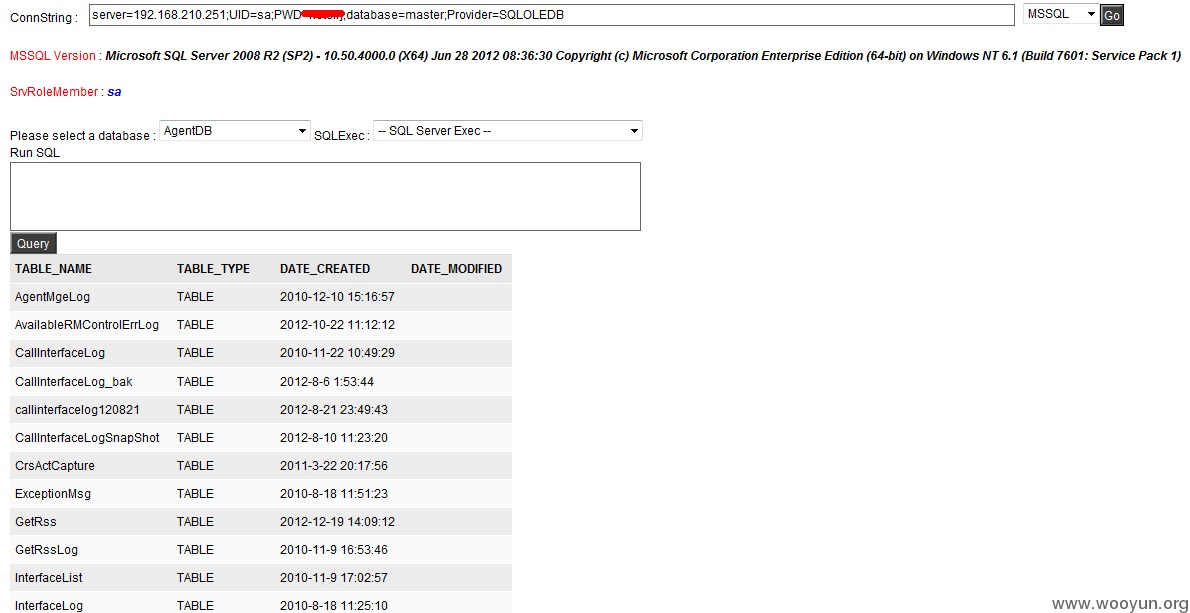 ConnString : server=192.168.210.251;UID=sa;PWD ;database=master;Provider=SQLOLEDB MSSQL Go
MSSQL Version : Microsoft SQL Server 2008 R2 (SP2) - 10.50.4000.0 (X64) Jun 28 2012 08:36:30 Copyright (c) Microsoft Corporation Enterprise Edition (64-bit) on Windows NT 6.1 (Build 7601: Service Pack 1)
SrvRoleMember : sa
Please select a database : AgentDB SQLExec : -- SQL Server Exec --
Run SQL
Query
TABLE_NAME TABLE_TYPE DATE_CREATED DATE_MODIFIED
AgentMgeLog TABLE 2010-12-10 15:16:57
AvailableRMControlErrLog TABLE 2012-10-22 11:12:12
CallInterfaceLog TABLE 2010-11-22 10:49:29
CallInterfaceLog_bak TABLE 2012-8-6 1:53:44
callinterfacelog120821 TABLE 2012-8-21 23:49:43
CallInterfaceLogSnapShot TABLE 2012-8-10 11:23:20
CrsActCapture TABLE 2011-3-22 20:17:56
ExceptionMsg TABLE 2010-8-18 11:51:23
GetRss TABLE 2012-12-19 14:09:12
GetRssLog TABLE 2010-11-9 16:53:46
InterfaceList TABLE 2010-11-9 17:02:57
InterfaceLog TABLE 2010-8-18 11:25:10
www.wooyun.org